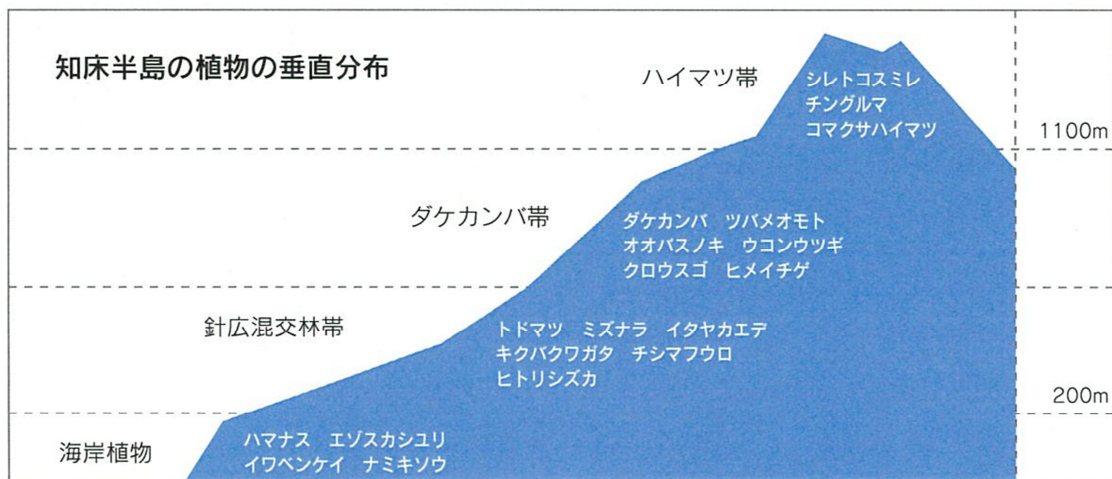 知床半島の植物の垂直分布
ハイマツ帯
シレトコスミレ
チングルマ
コマクサハイマツ
1100m
ダケカンバ帯
ダケカンバ　ツバメオモト
オオバスノキ　ウコンウツギ
クロウスゴ　ヒメイチゲ
針広混交林帯
トドマツ　ミズナラ　イタヤカエデ
キクバクワガタ　チシマフウロ
ヒトリシズカ
200m
海岸植物
ハマナス　エゾスカシユリ
イワベンケイ　ナミキソウ